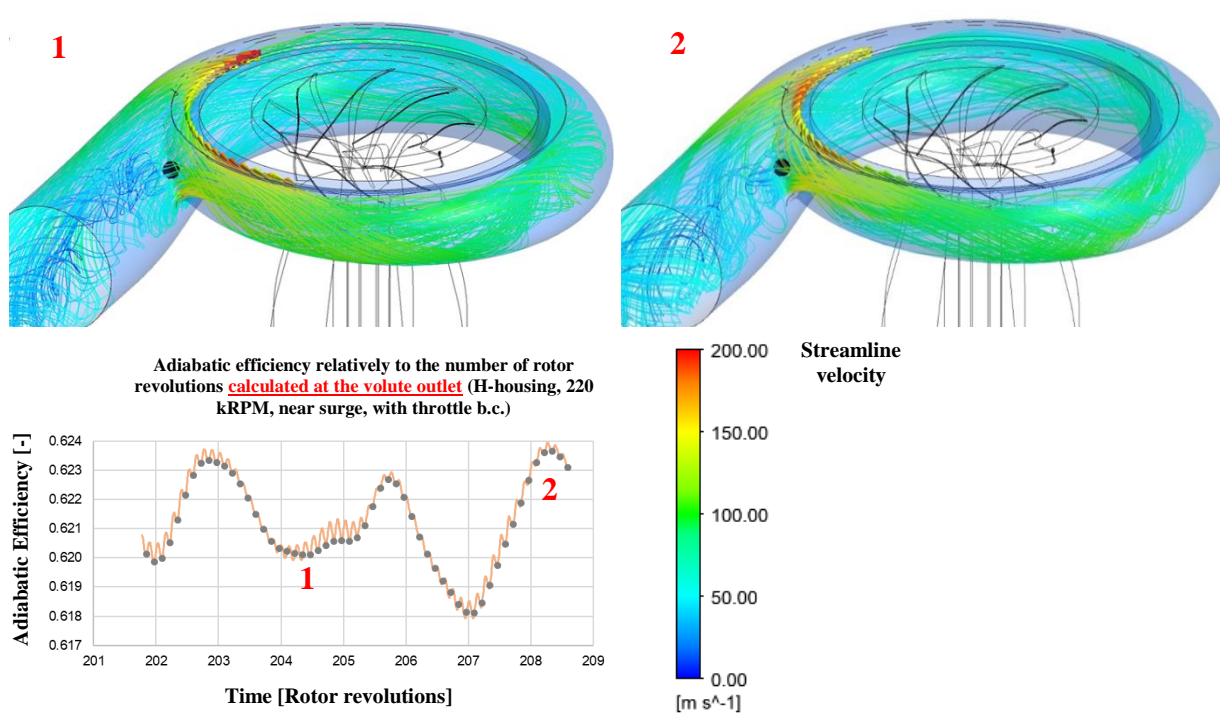 1
2
Adiabatic efficiency relatively to the number of rotor
revolutions calculated at the volute outlet (H-housing, 220
kRPM, near surge, with throttle b.c.)
Adiabatic Efficiency [-]
0.624
0.623
0.622
0.621
0.620
0.619
0.618
0.617
1
2
201 202 203 204 205 206 207 208 209
Time [Rotor revolutions]
Streamline
velocity
200.00
150.00
100.00
50.00
0.00
[m s^-1]